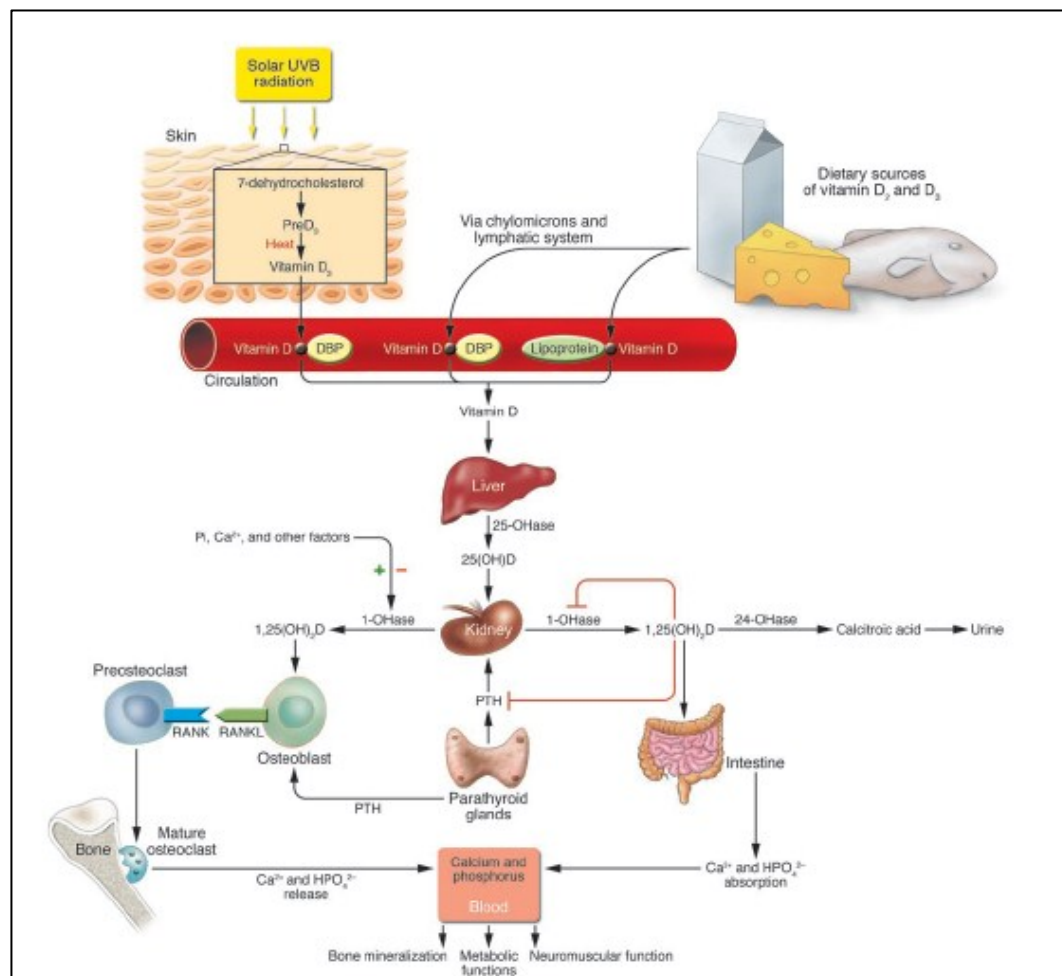 Solar UVB
radiation
Skin
7-dehydrocholesterol
PreD₃
Heat
Vitamin D₃
Via chylomicrons and
lymphatic system
Dietary sources
of vitamin D₂ and D₃
Vitamin D
DBP
Vitamin D
DBP
Lipoprotein
Vitamin D
Circulation
Vitamin D
Liver
25-OHase
Pi, Ca²⁺, and other factors
25(OH)D
+
−
1,25(OH)₂D
1-OHase
Kidney
1-OHase
1,25(OH)₂D
24-OHase
Calcitroic acid
Urine
Preosteoclast
PTH
RANK
RANKL
Osteoblast
Intestine
PTH
Parathyroid
glands
Bone
Mature
osteoclast
Ca²⁺ and HPO₄²⁻
release
Calcium and
phosphorus
Blood
Ca²⁺ and HPO₄²⁻
absorption
Bone mineralization
Metabolic
functions
Neuromuscular function